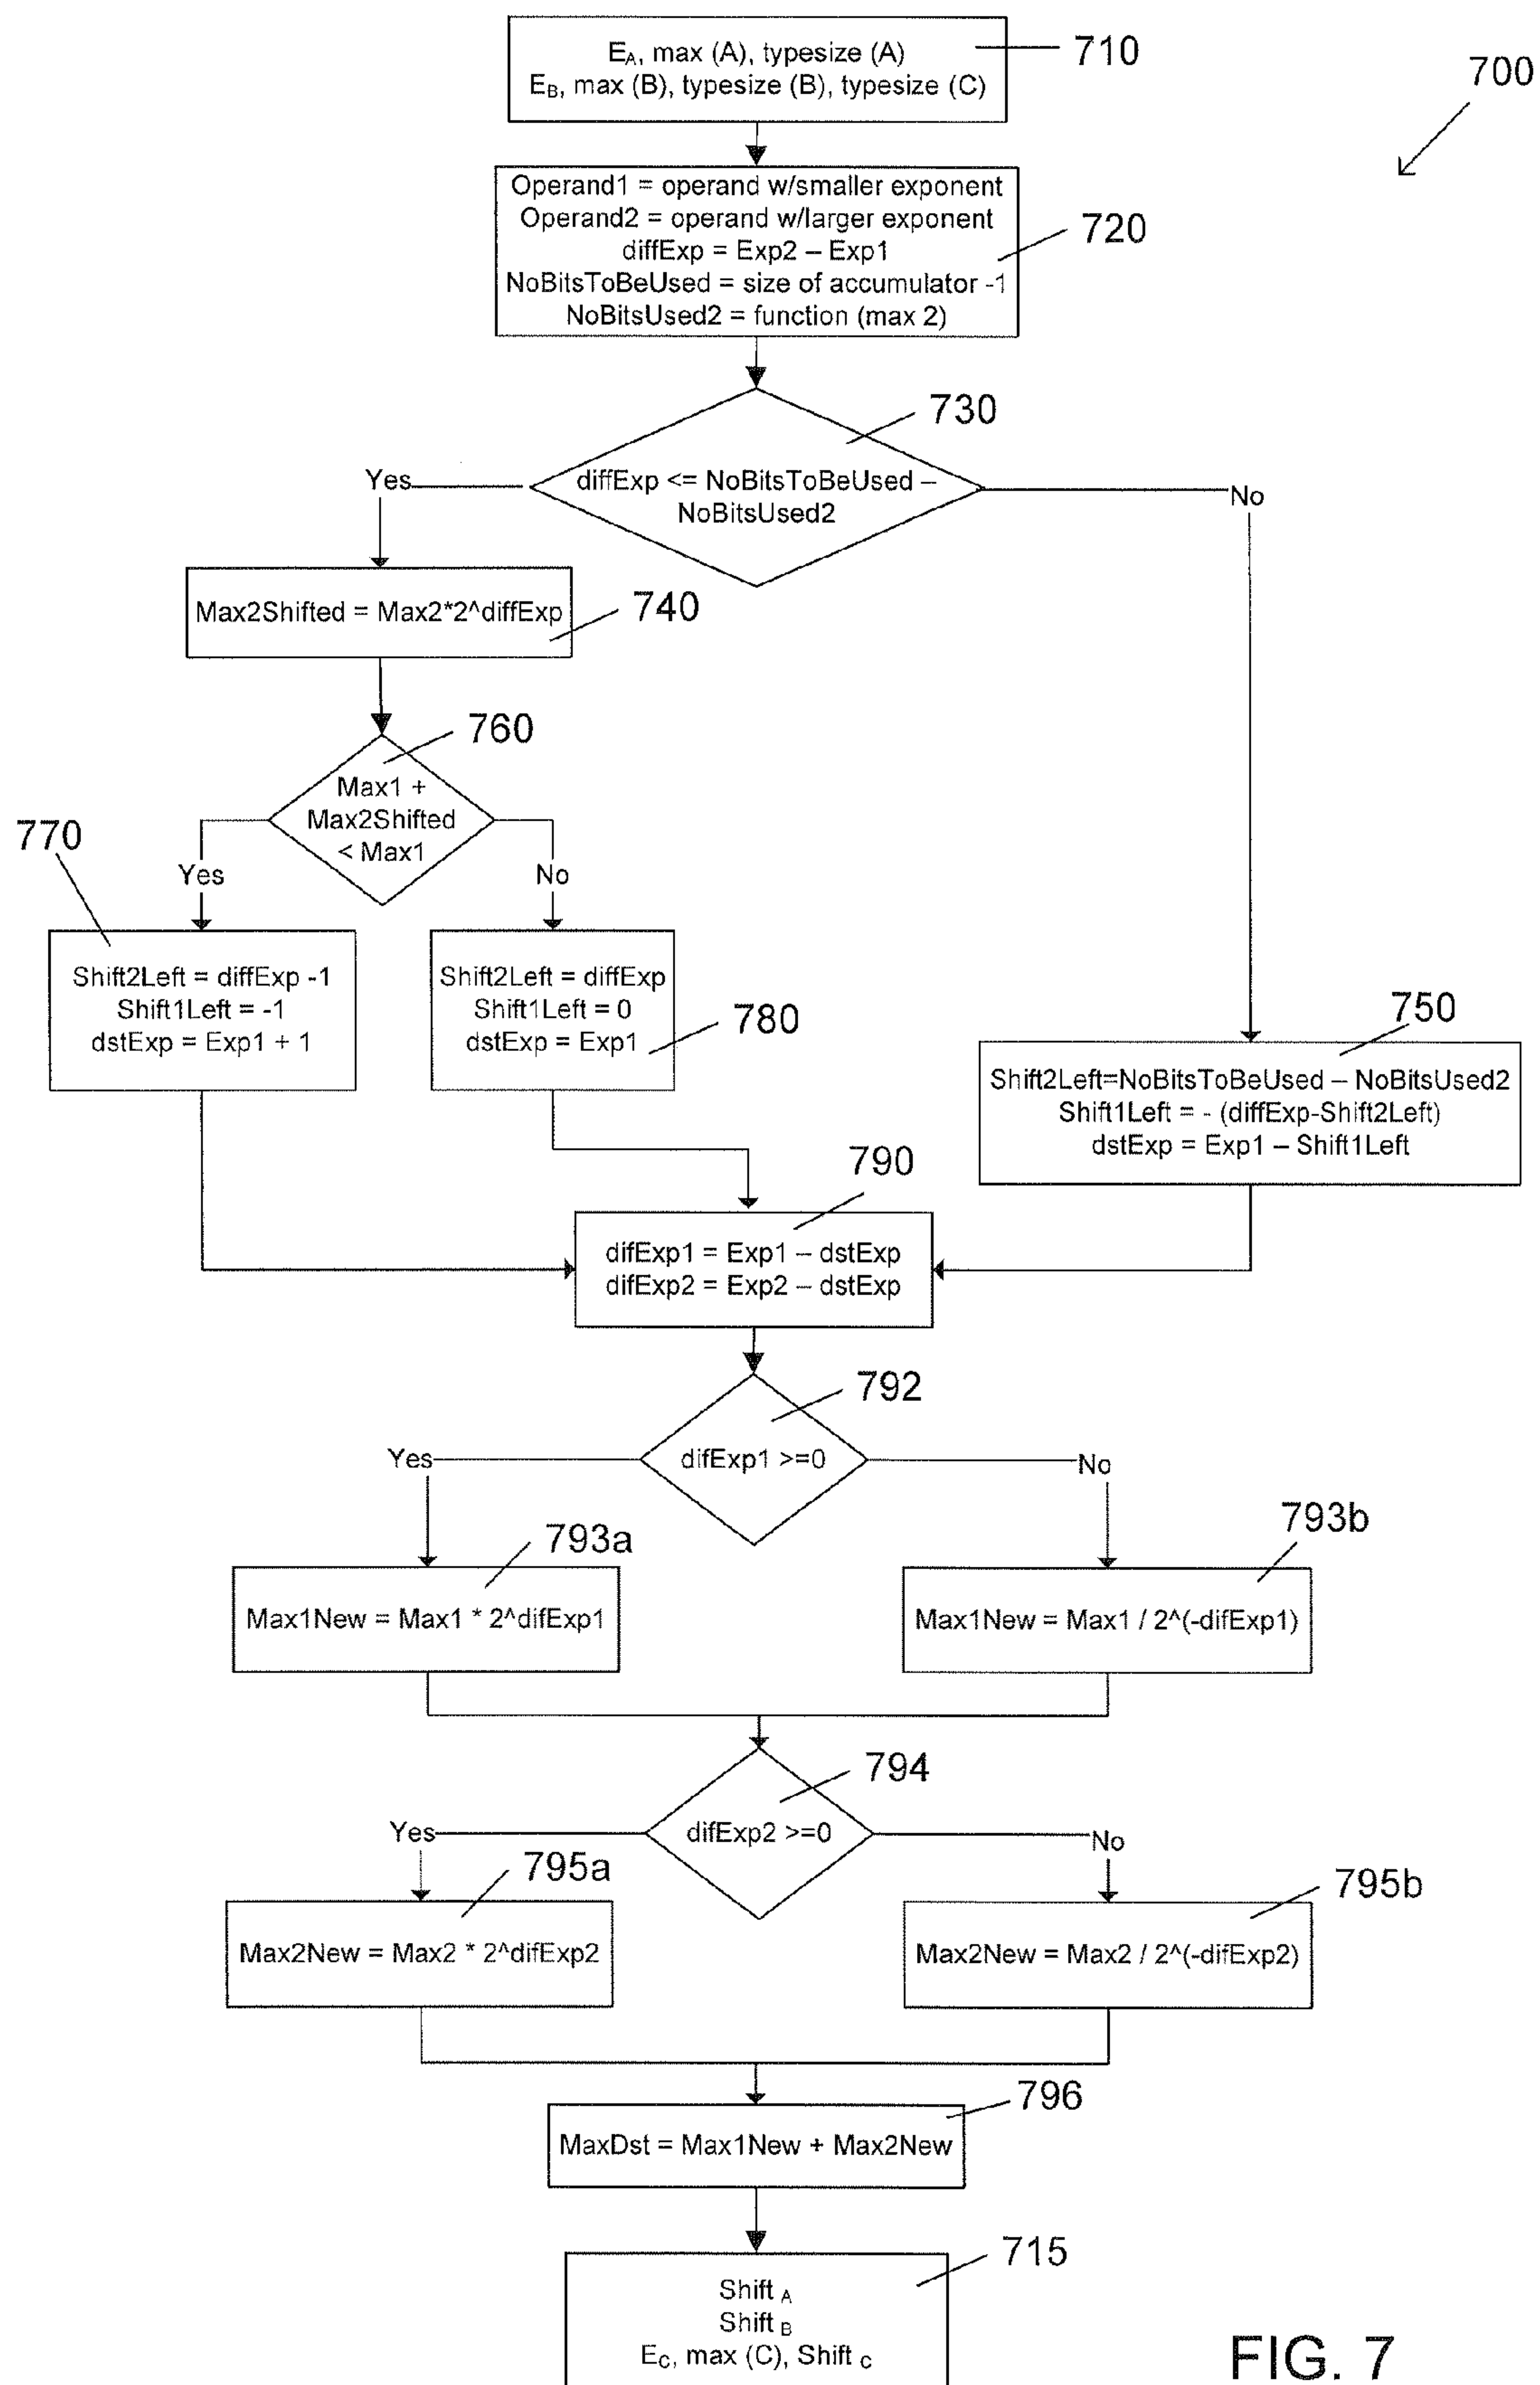 E_A, max (A), typesize (A)
E_B, max (B), typesize (B), typesize (C)
710
700
Operand1 = operand w/smaller exponent
Operand2 = operand w/larger exponent
diffExp = Exp2 – Exp1
NoBitsToBeUsed = size of accumulator -1
NoBitsUsed2 = function (max 2)
720
730
Yes
diffExp <= NoBitsToBeUsed –
NoBitsUsed2
No
Max2Shifted = Max2*2^diffExp
740
760
Max1 +
Max2Shifted
< Max1
770
Yes
No
Shift2Left = diffExp -1
Shift1Left = -1
dstExp = Exp1 + 1
Shift2Left = diffExp
Shift1Left = 0
dstExp = Exp1
780
750
Shift2Left=NoBitsToBeUsed – NoBitsUsed2
Shift1Left = - (diffExp-Shift2Left)
dstExp = Exp1 – Shift1Left
790
difExp1 = Exp1 – dstExp
difExp2 = Exp2 – dstExp
792
Yes
difExp1 >=0
No
793a
793b
Max1New = Max1 * 2^difExp1
Max1New = Max1 / 2^(-difExp1)
794
Yes
difExp2 >=0
No
795a
795b
Max2New = Max2 * 2^difExp2
Max2New = Max2 / 2^(-difExp2)
796
MaxDst = Max1New + Max2New
715
Shift A
Shift B
E_C, max (C), Shift C
FIG. 7